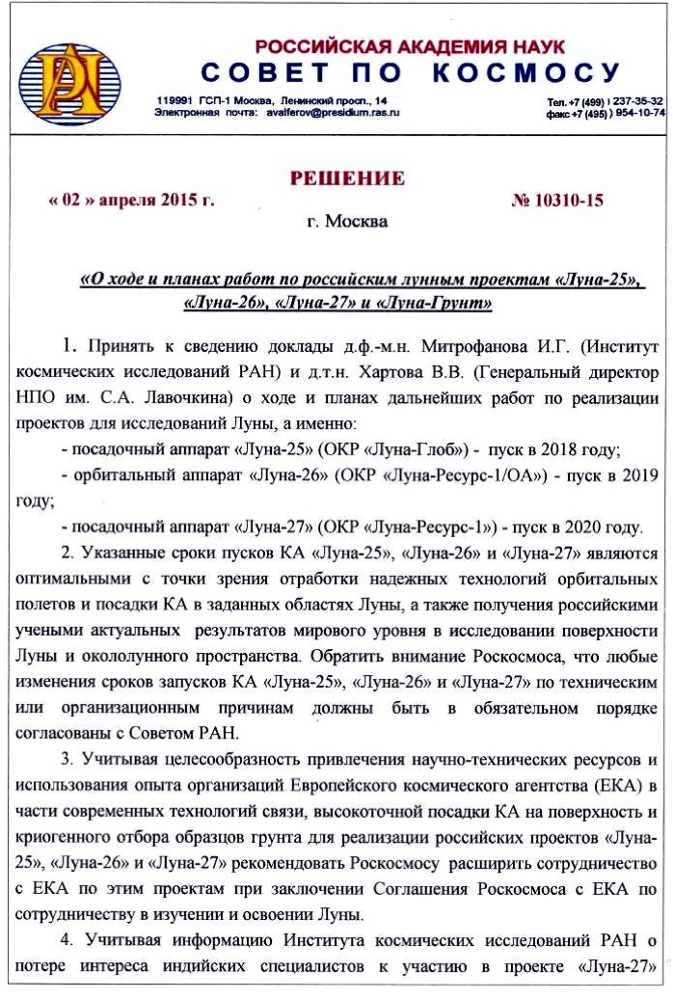 РОССИЙСКАЯ АКАДЕМИЯ НАУК
СОВЕТ ПО КОСМОСУ
119991 ГСП-1 Москва, Ленинский просп., 14
Тел. +7 (499) 237-35-32
Электронная почта: avalferov@presidium.ras.ru
факс +7 (495) 954-10-74
РЕШЕНИЕ
« 02 » апреля 2015 г.
№ 10310-15
г. Москва
«О ходе и планах работ по российским лунным проектам «Луна-25»,
«Луна-26», «Луна-27» и «Луна-Грунт»
1. Принять к сведению доклады д.ф.-м.н. Митрофанова И.Г. (Институт
космических исследований РАН) и д.т.н. Хартова В.В. (Генеральный директор
НПО им. С.А. Лавочкина) о ходе и планах дальнейших работ по реализации
проектов для исследований Луны, а именно:
- посадочный аппарат «Луна-25» (ОКР «Луна-Глоб») - пуск в 2018 году;
- орбитальный аппарат «Луна-26» (ОКР «Луна-Ресурс-1/ОА») - пуск в 2019
году;
- посадочный аппарат «Луна-27» (ОКР «Луна-Ресурс-1») - пуск в 2020 году.
2. Указанные сроки пусков КА «Луна-25», «Луна-26» и «Луна-27» являются
оптимальными с точки зрения отработки надежных технологий орбитальных
полетов и посадки КА в заданных областях Луны, а также получения российскими
учеными актуальных результатов мирового уровня в исследовании поверхности
Луны и окололунного пространства. Обратить внимание Роскосмоса, что любые
изменения сроков запусков КА «Луна-25», «Луна-26» и «Луна-27» по техническим
или организационным причинам должны быть в обязательном порядке
согласованы с Советом РАН.
3. Учитывая целесообразность привлечения научно-технических ресурсов и
использования опыта организаций Европейского космического агентства (ЕКА) в
части современных технологий связи, высокоточной посадки КА на поверхность и
криогенного отбора образцов грунта для реализации российских проектов «Луна-
25», «Луна-26» и «Луна-27» рекомендовать Роскосмосу расширить сотрудничество
с ЕКА по этим проектам при заключении Соглашения Роскосмоса с ЕКА по
сотрудничеству в изучении и освоении Луны.
4. Учитывая информацию Института космических исследований РАН о
потере интереса индийских специалистов к участию в проекте «Луна-27»